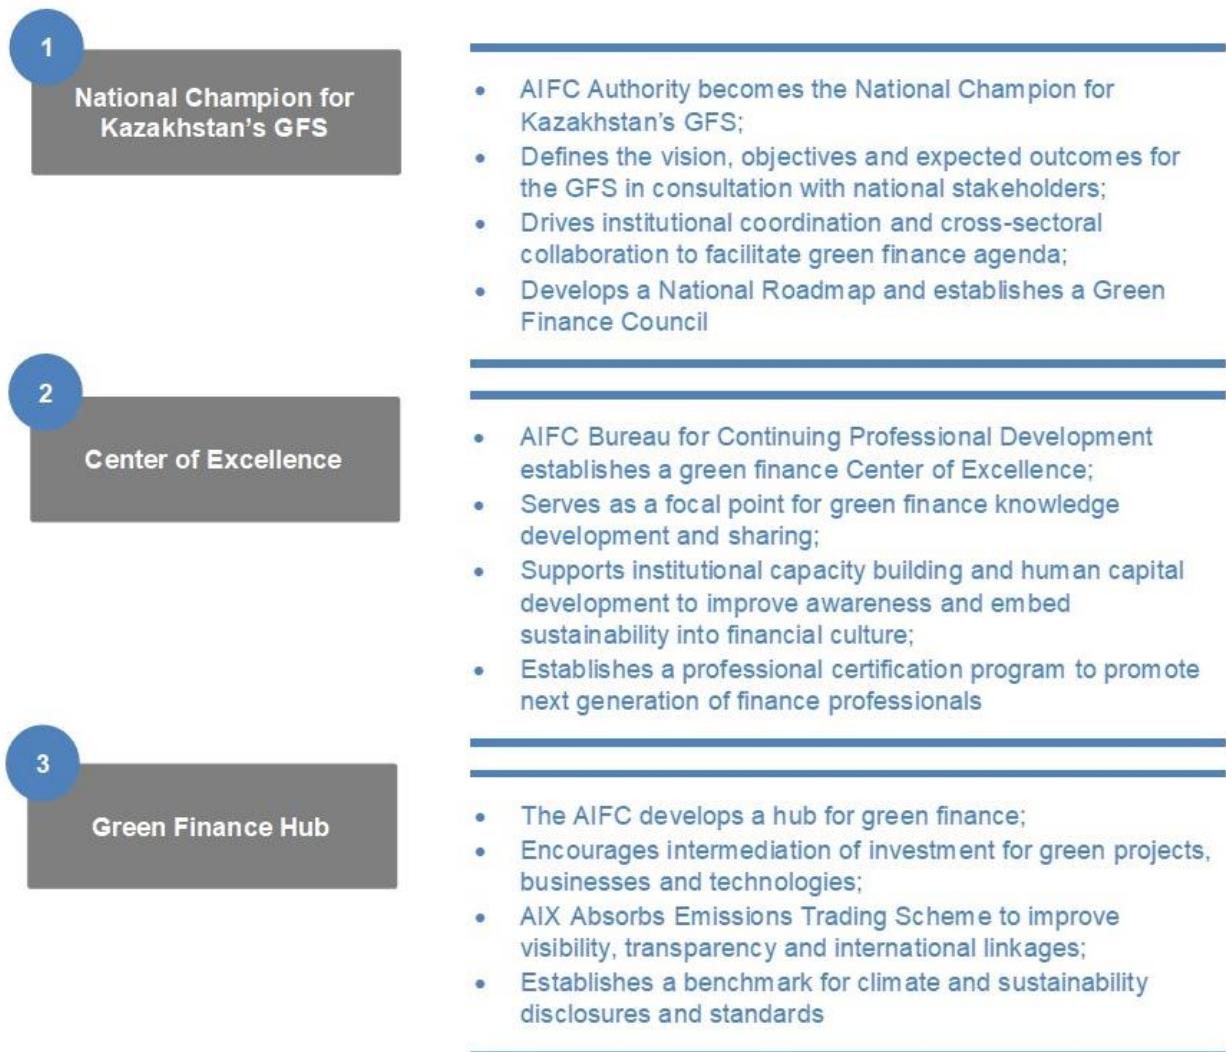 1
National Champion for
Kazakhstan's GFS
• AIFC Authority becomes the National Champion for
Kazakhstan's GFS;
• Defines the vision, objectives and expected outcomes for
the GFS in consultation with national stakeholders;
• Drives institutional coordination and cross-sectoral
collaboration to facilitate green finance agenda;
• Develops a National Roadmap and establishes a Green
Finance Council
2
Center of Excellence
• AIFC Bureau for Continuing Professional Development
establishes a green finance Center of Excellence;
• Serves as a focal point for green finance knowledge
development and sharing;
• Supports institutional capacity building and human capital
development to improve awareness and embed
sustainability into financial culture;
• Establishes a professional certification program to promote
next generation of finance professionals
3
Green Finance Hub
• The AIFC develops a hub for green finance;
• Encourages intermediation of investment for green projects,
businesses and technologies;
• AIX Absorbs Emissions Trading Scheme to improve
visibility, transparency and international linkages;
• Establishes a benchmark for climate and sustainability
disclosures and standards